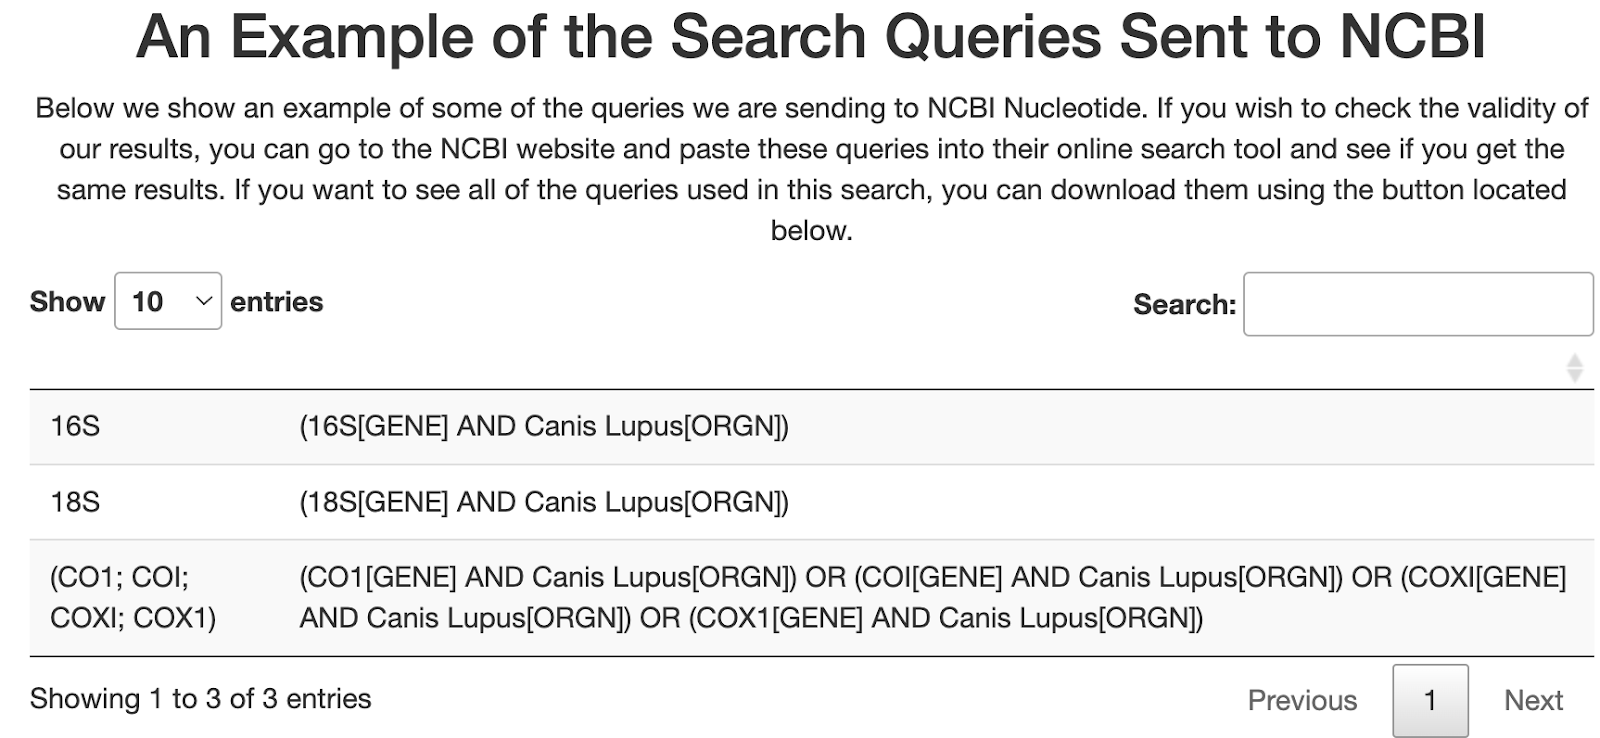 An Example of the Search Queries Sent to NCBI
Below we show an example of some of the queries we are sending to NCBI Nucleotide. If you wish to check the validity of
our results, you can go to the NCBI website and paste these queries into their online search tool and see if you get the
same results. If you want to see all of the queries used in this search, you can download them using the button located
below.
Show 10 entries
Search:
16S (16S[GENE] AND Canis Lupus[ORGN])
18S (18S[GENE] AND Canis Lupus[ORGN])
(CO1; COI; (CO1[GENE] AND Canis Lupus[ORGN]) OR (COI[GENE] AND Canis Lupus[ORGN]) OR (COXI[GENE]
COXI; COX1) AND Canis Lupus[ORGN]) OR (COX1[GENE] AND Canis Lupus[ORGN])
Showing 1 to 3 of 3 entries
Previous 1 Next